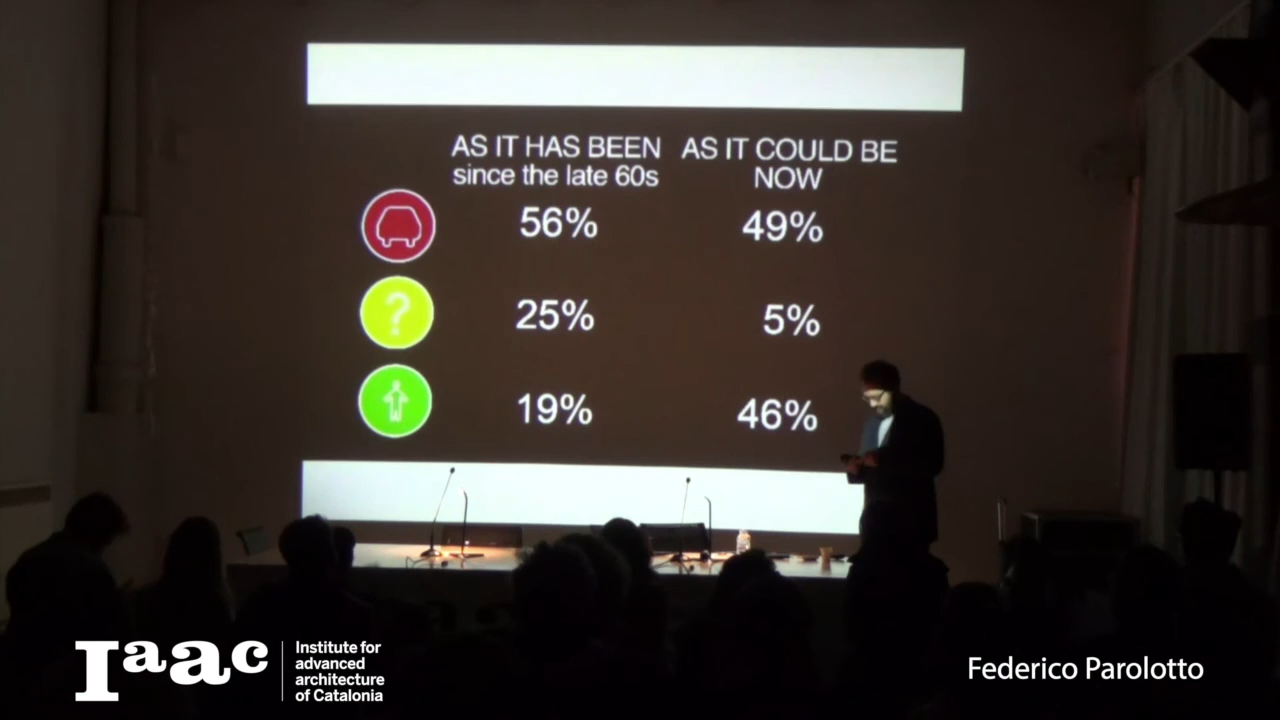 AS IT HAS BEEN
since the late 60s
AS IT COULD BE
NOW
56%
49%
?
25%
5%
19%
46%
Iaac
Institute for
advanced
architecture
of Catalonia
Federico Parolotto